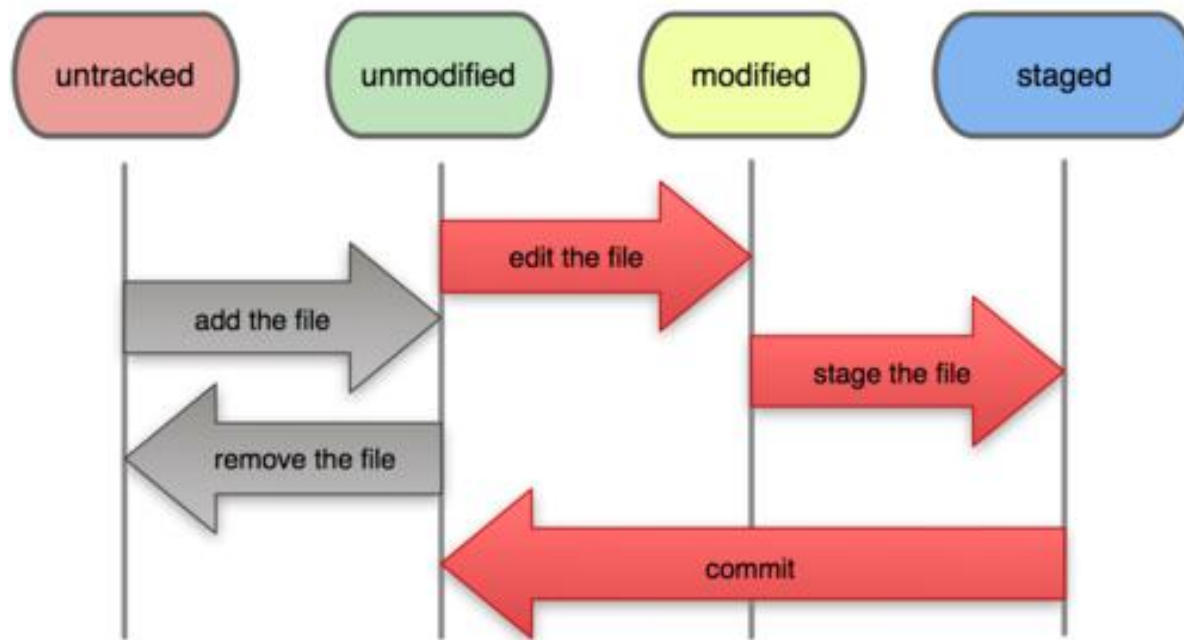 untracked
unmodified
modified
staged
edit the file
add the file
stage the file
remove the file
commit